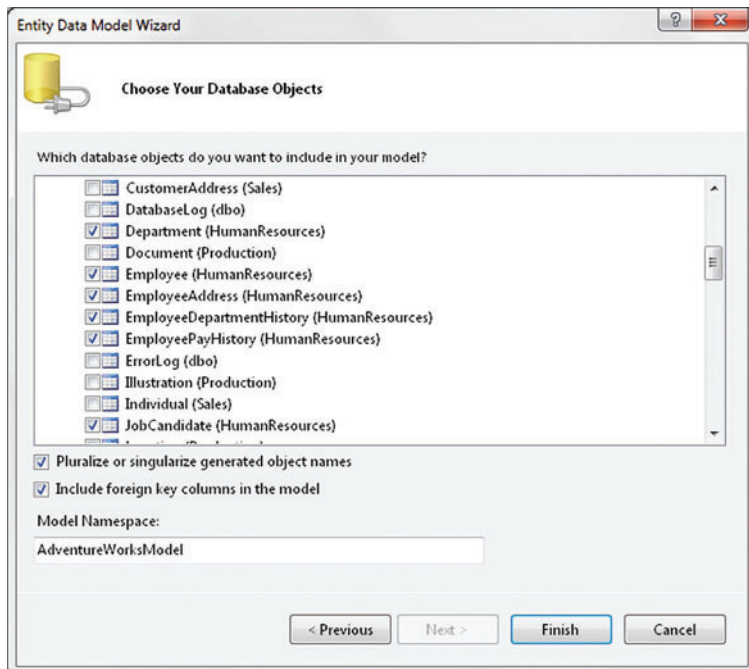 Entity Data Model Wizard
Choose Your Database Objects
Which database objects do you want to include in your model?
CustomerAddress (Sales)
DatabaseLog (dbo)
Department (HumanResources)
Document (Production)
Employee (HumanResources)
EmployeeAddress (HumanResources)
EmployeeDepartmentHistory (HumanResources)
EmployeePayHistory (HumanResources)
ErrorLog (dbo)
Illustration (Production)
Individual (Sales)
JobCandidate (HumanResources)
Pluralize or singularize generated object names
Include foreign key columns in the model
Model Namespace:
AdventureWorksModel
< Previous Next > Finish Cancel